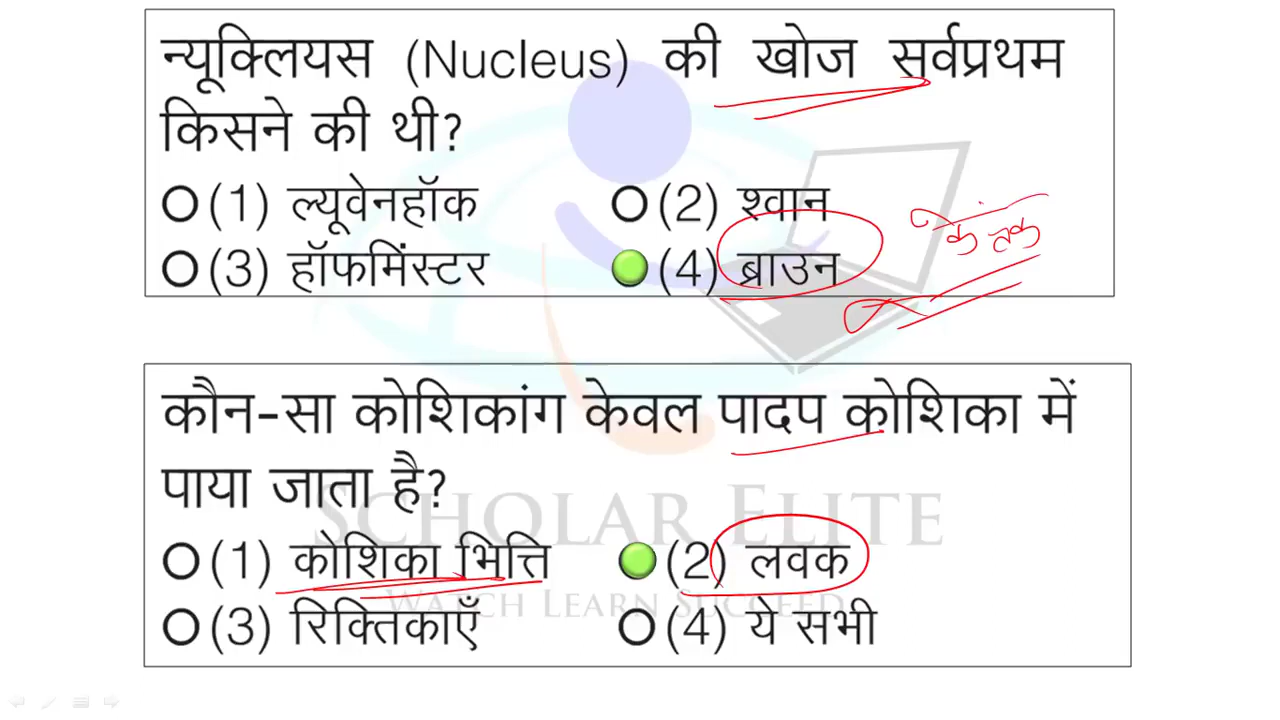 न्यूक्लियस (Nucleus) की खोज सर्वप्रथम
किसने की थी?
(1) ल्यूवेनहॉक (2) श्वान
(3) हॉफमिंस्टर (4) ब्राउन
कौन-सा कोशिकांग केवल पादप कोशिका में
पाया जाता है?
SCHOLAR ELITE
(1) कोशिका भित्ति (2) लवक
WATCH LEARN SUCCEED
(3) रिक्तिकाएँ (4) ये सभी